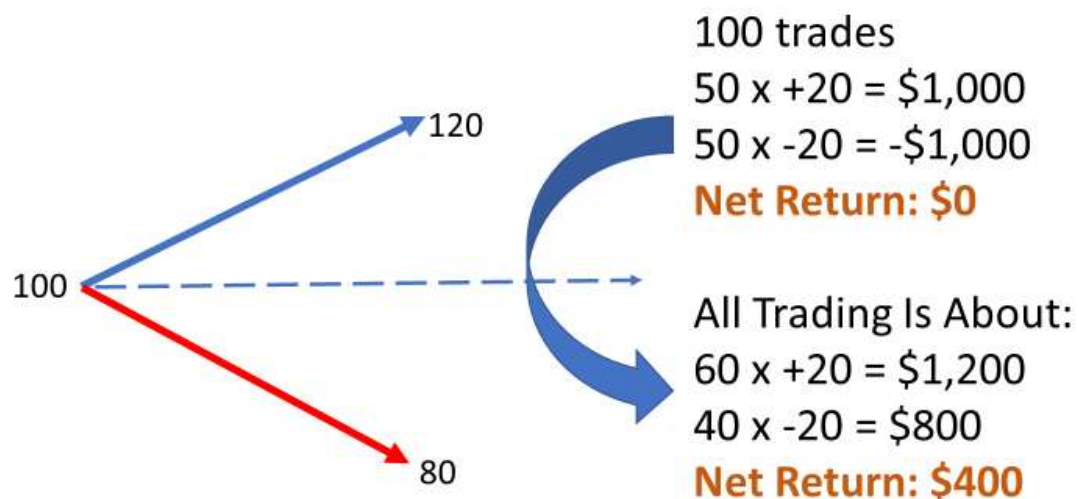 100
120
80
100 trades
50 x +20 = $1,000
50 x -20 = -$1,000
Net Return: $0
All Trading Is About:
60 x +20 = $1,200
40 x -20 = $800
Net Return: $400